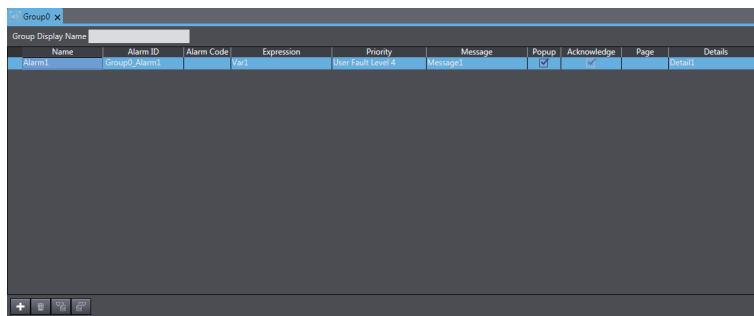 Group0 x
Group Display Name
Name Alarm ID Alarm Code Expression Priority Message Popup Acknowledge Page Details
Alarm1 Group0_Alarm1 Var1 User Fault Level 4 Message1 Detail1